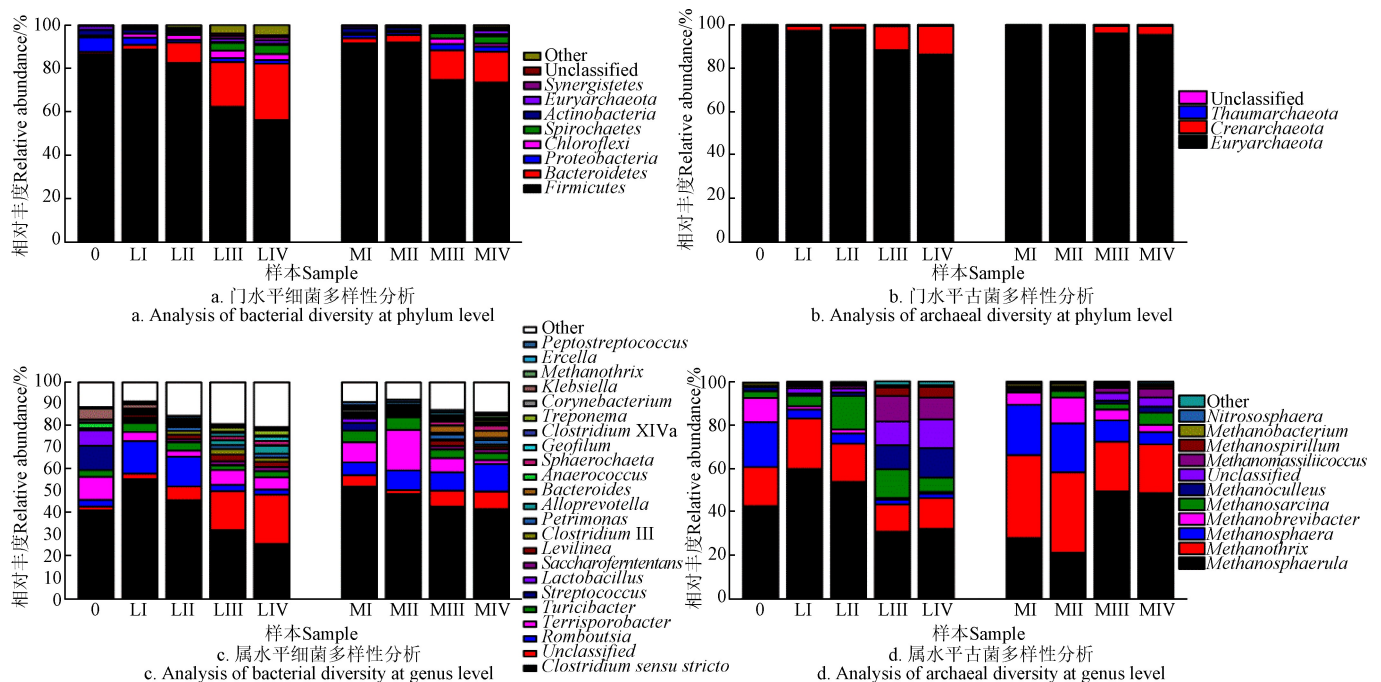 相对丰度Relative abundance/%
100
80
60
40
20
0
0 LI LII LIII LIV MI MII MIII MIV
样本Sample
Other
Unclassified
Synergistetes
Euryarchaeota
Actinobacteria
Spirochaetes
Chloroflexi
Proteobacteria
Bacteroidetes
Firmicutes
a. 门水平细菌多样性分析
a. Analysis of bacterial diversity at phylum level
相对丰度Relative abundance/%
100
80
60
40
20
0
0 LI LII LIII LIV MI MII MIII MIV
样本Sample
Unclassified
Thaumarchaeota
Crenarchaeota
Euryarchaeota
b. 门水平古菌多样性分析
b. Analysis of archaeal diversity at phylum level
相对丰度Relative abundance/%
100
90
80
70
60
50
40
30
20
10
0
0 LI LII LIII LIV MI MII MIII MIV
样本Sample
Other
Peptostreptococcus
Ercella
Methanothrix
Klebsiella
Corynebacterium
Treponema
Clostridium XIVa
Geofilum
Sphaerochaeta
Anaerococcus
Bacteroides
Alloprevotella
Petrimonas
Clostridium III
Levilinea
Saccharoferntentans
Lactobacillus
Streptococcus
Turicibacter
Terrisporobacter
Romboutsia
Unclassified
Clostridium sensu stricto
c. 属水平细菌多样性分析
c. Analysis of bacterial diversity at genus level
相对丰度Relative abundance/%
100
80
60
40
20
0
0 LI LII LIII LIV MI MII MIII MIV
样本Sample
Other
Nitrososphaera
Methanobacterium
Methanospirillum
Methanomassiliicoccus
Unclassified
Methanoculleus
Methanosarcina
Methanobrevibacter
Methanosphaera
Methanothrix
Methanosphaerula
d. 属水平古菌多样性分析
d. Analysis of archaeal diversity at genus level